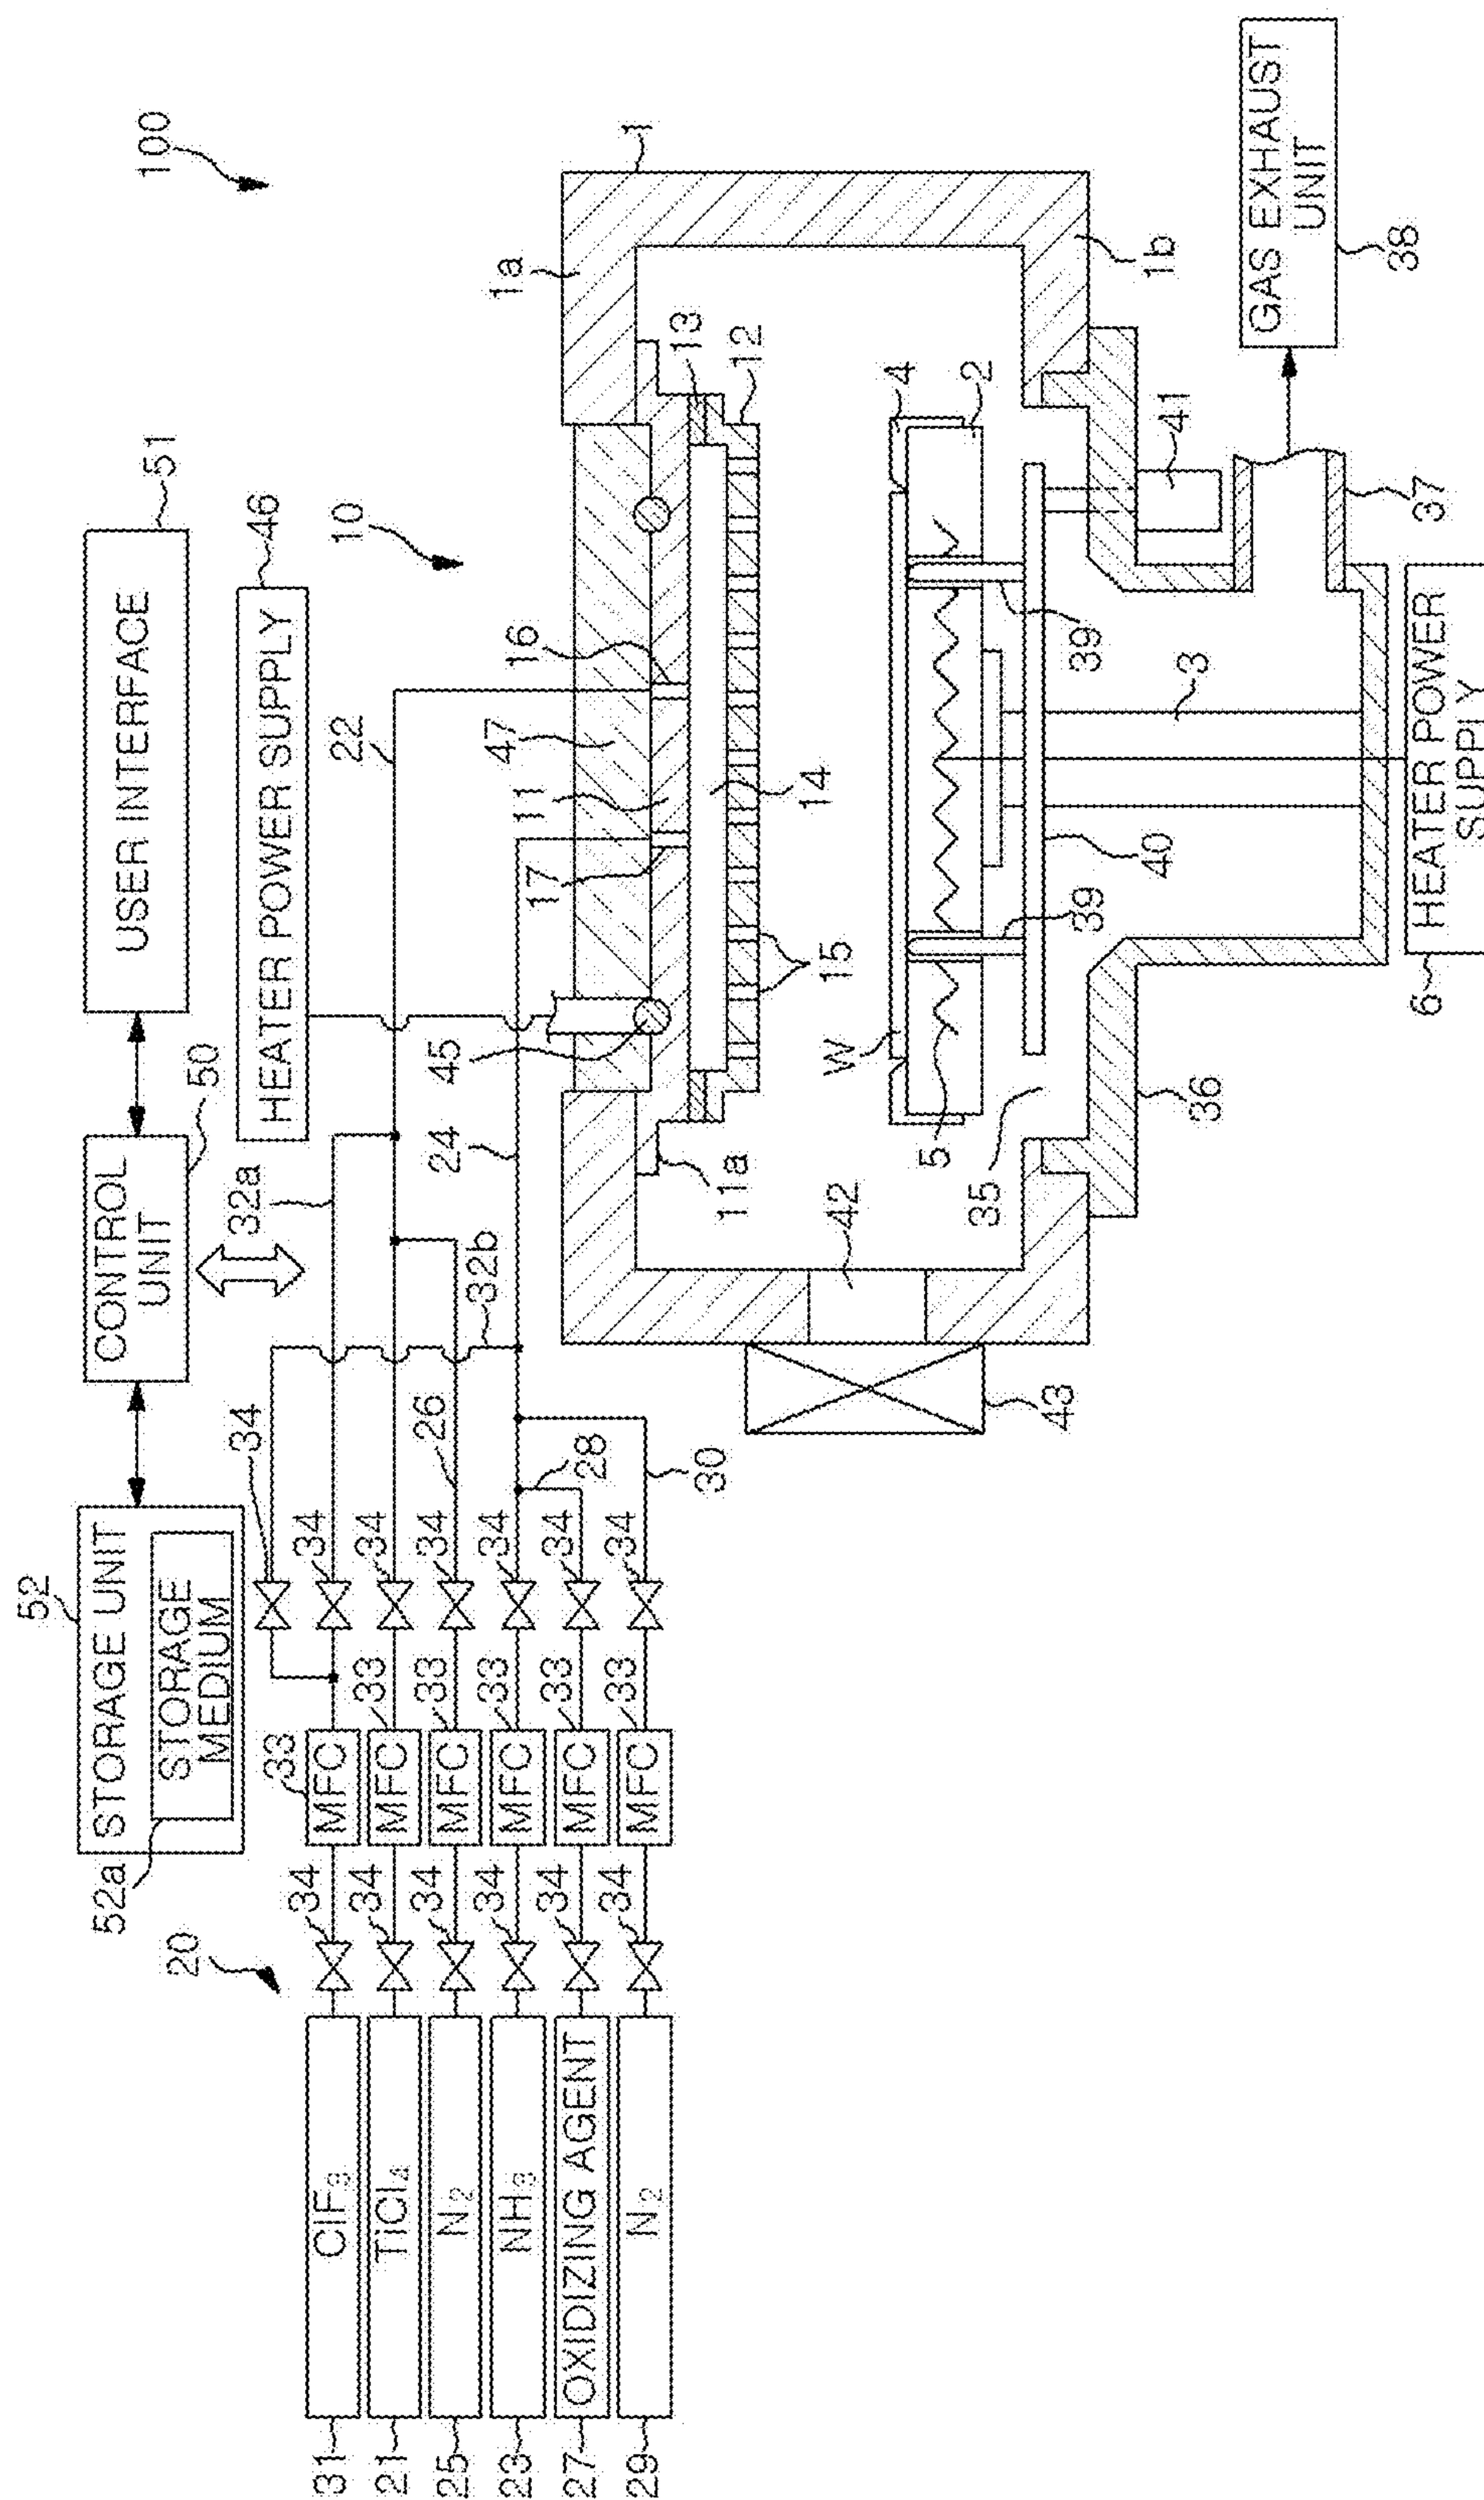 100
52
STORAGE UNIT
STORAGE
MEDIUM
52a
CONTROL
UNIT
50
USER INTERFACE
51
HEATER POWER SUPPLY
46
20
10
31
ClF₃
34
MFC
33
34
34
32a
32b
21
TiCl₄
34
MFC
33
34
22
25
N₂
34
MFC
33
34
26
23
NH₃
34
MFC
33
34
24
27
OXIDIZING AGENT
34
MFC
33
34
28
29
N₂
34
MFC
33
34
30
45
17
11
47
16
1a
1
11a
13
12
14
15
42
43
W
4
2
5
35
39
39
40
1b
36
3
41
37
GAS EXHAUST
UNIT
38
6
HEATER POWER
SUPPLY